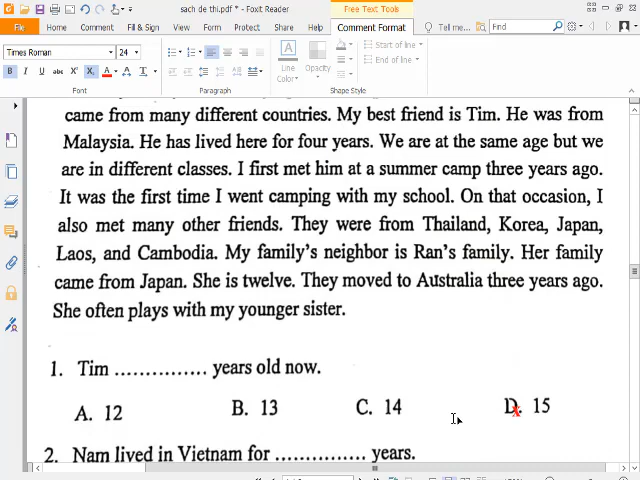 sach de thi.pdf * - Foxit Reader
Free Text Tools
File Home Comment View Form Protect Share Help Comment Format Tell me... Find
Times Roman 24
Cut Fill & Sign
Start of line
End of line
Line Color
Font Paragraph Shape Style
came from many different countries. My best friend is Tim. He was from
Malaysia. He has lived here for four years. We are at the same age but we
are in different classes. I first met him at a summer camp three years ago.
It was the first time I went camping with my school. On that occasion, I
also met many other friends. They were from Thailand, Korea, Japan,
Laos, and Cambodia. My family's neighbor is Ran's family. Her family
came from Japan. She is twelve. They moved to Australia three years ago.
She often plays with my younger sister.
1. Tim ............... years old now.
A. 12 B. 13 C. 14 D. 15
2. Nam lived in Vietnam for ............... years.